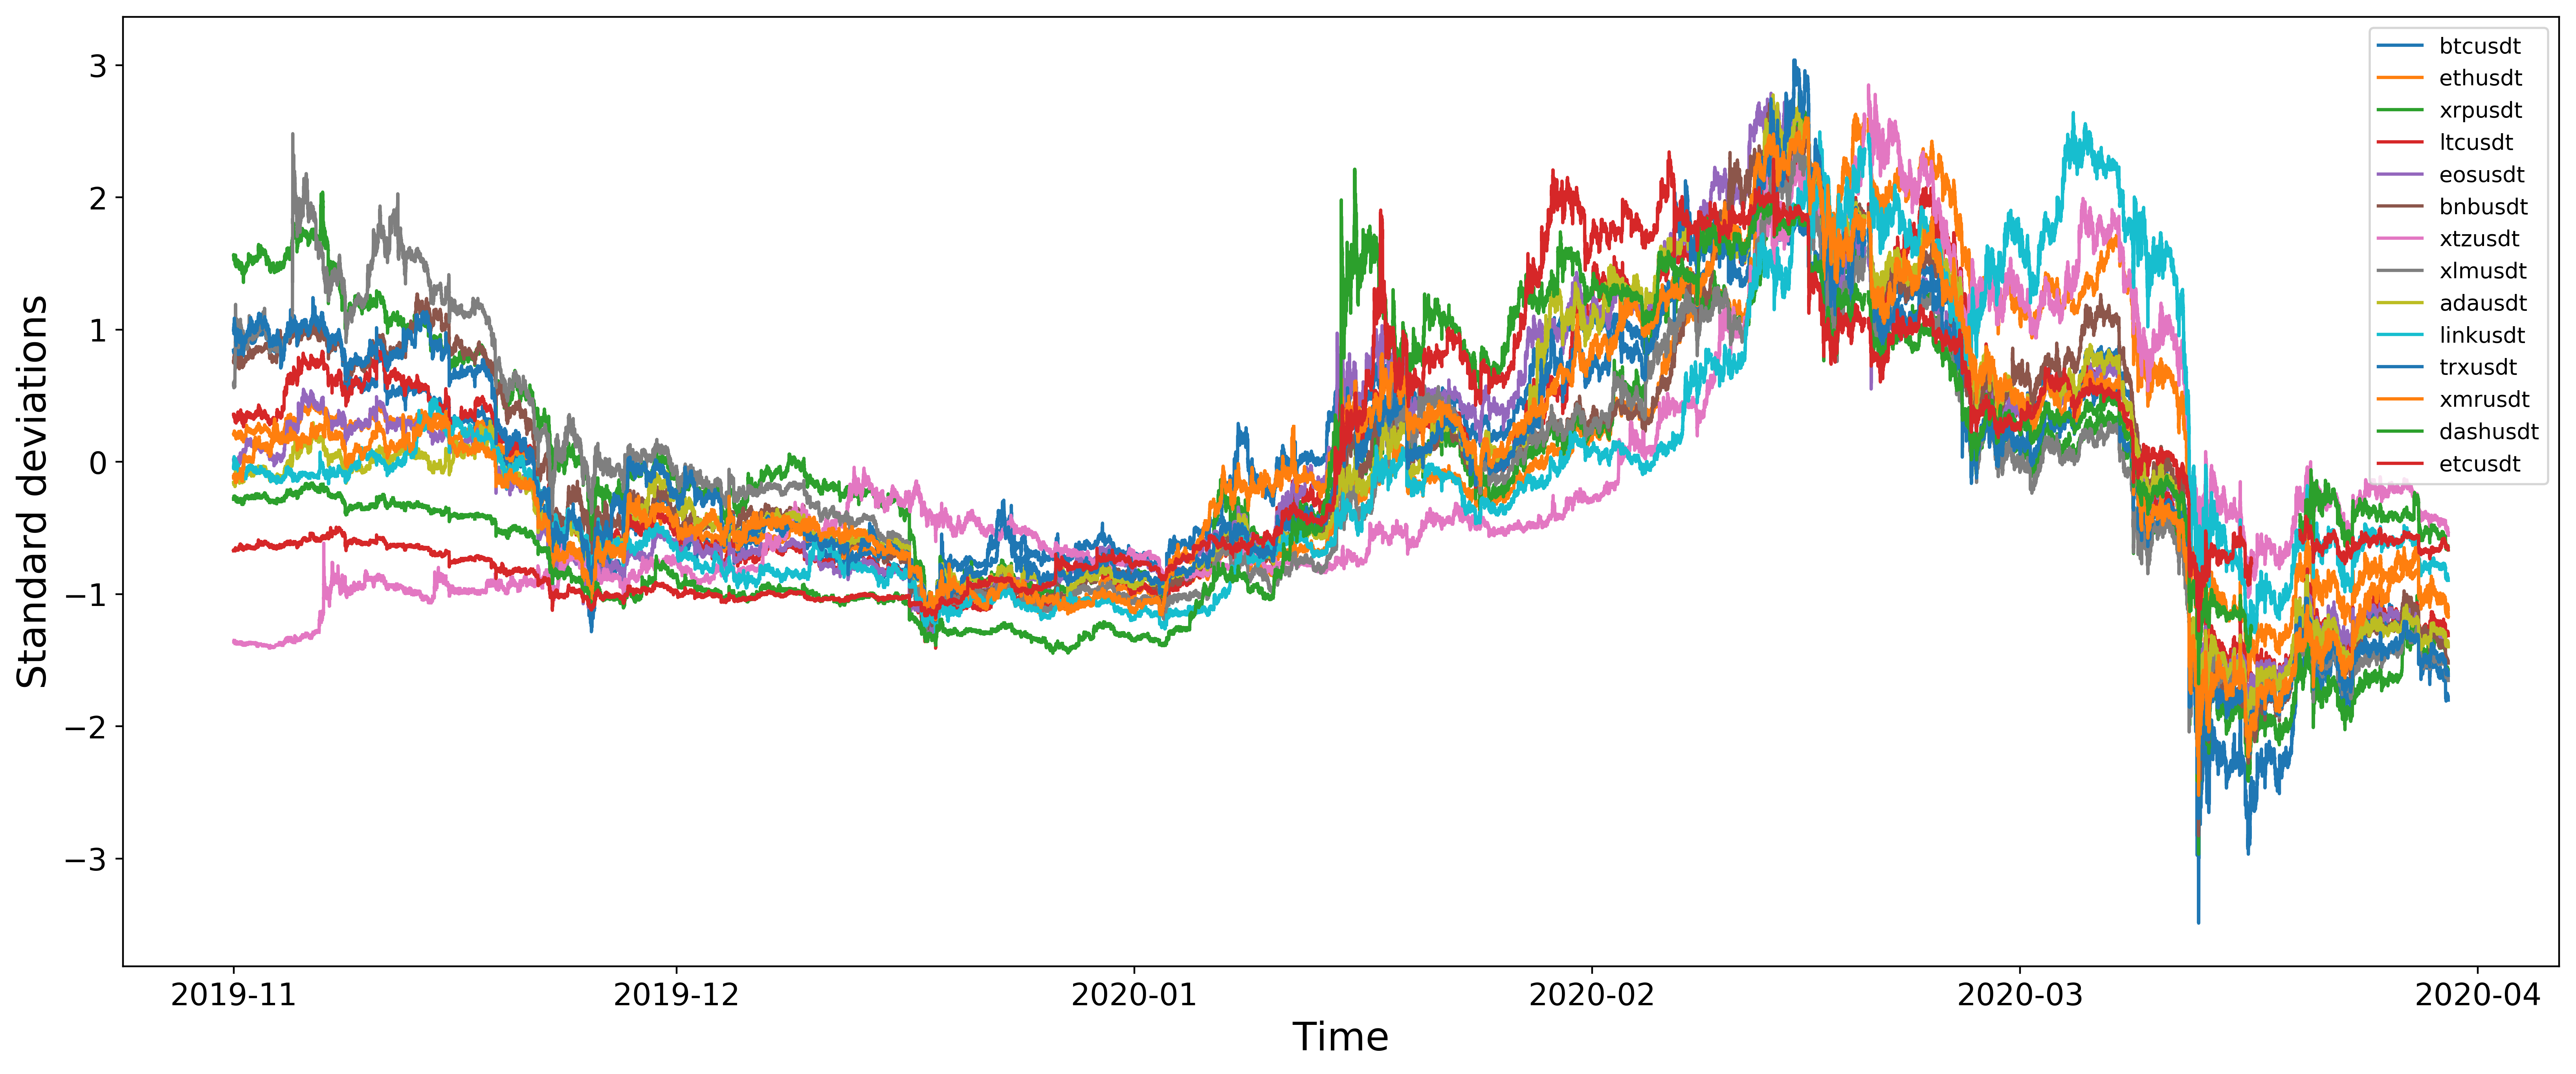 Standard deviations
3
2
1
0
−1
−2
−3
2019-11
2019-12
2020-01
2020-02
2020-03
2020-04
Time
btcusdt
ethusdt
xrpusdt
ltcusdt
eosusdt
bnbusdt
xtzusdt
xlmusdt
adausdt
linkusdt
trxusdt
xmrusdt
dashusdt
etcusdt